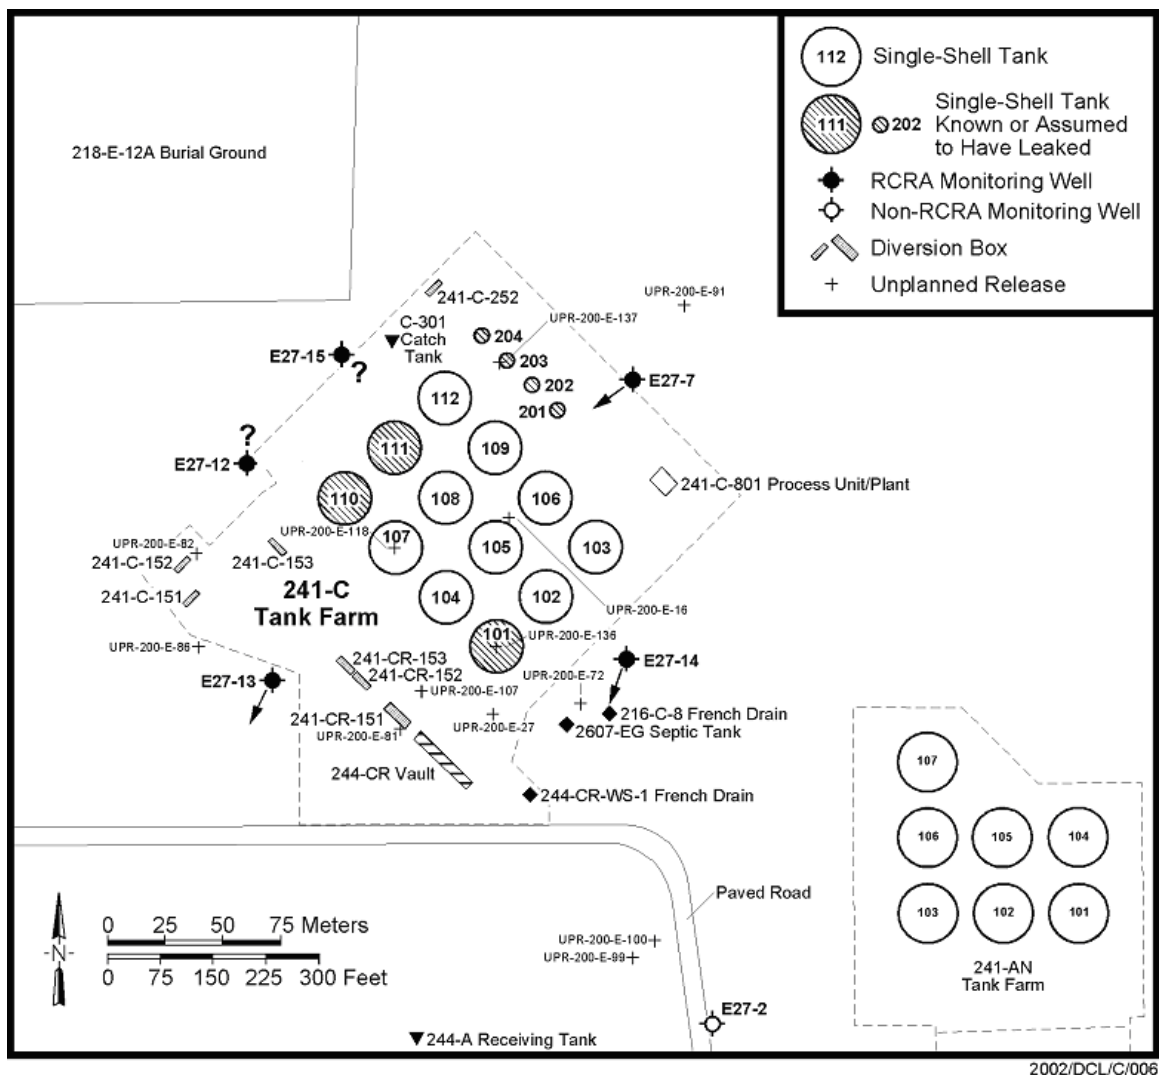 112
Single-Shell Tank
111
202
Single-Shell Tank
Known or Assumed
to Have Leaked
RCRA Monitoring Well
Non-RCRA Monitoring Well
Diversion Box
Unplanned Release
218-E-12A Burial Ground
241-C-252
UPR-200-E-91
C-301
Catch
Tank
UPR-200-E-137
204
203
202
201
E27-15
?
E27-7
112
111
109
?
E27-12
110
108
106
241-C-801 Process Unit/Plant
UPR-200-E-118
107
105
103
UPR-200-E-82
241-C-152
241-C-153
241-C-151
241-C
Tank Farm
104
102
UPR-200-E-16
101
UPR-200-E-136
UPR-200-E-86
241-CR-153
241-CR-152
E27-14
UPR-200-E-72
E27-13
UPR-200-E-107
241-CR-151
UPR-200-E-81
UPR-200-E-27
216-C-8 French Drain
2607-EG Septic Tank
244-CR Vault
244-CR-WS-1 French Drain
107
106
105
104
103
102
101
241-AN
Tank Farm
Paved Road
0 25 50 75 Meters
-N-
0 75 150 225 300 Feet
UPR-200-E-100
UPR-200-E-99
E27-2
244-A Receiving Tank
2002/DCL/C/006